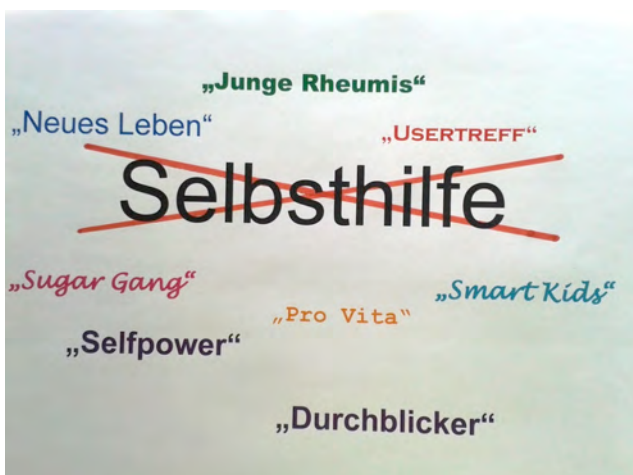 „Junge Rheumis“
„Neues Leben“
„USERTREFF“
Selbsthilfe
„Sugar Gang“
„Smart Kids“
„Pro Vita“
„Selfpower“
„Durchblicker“